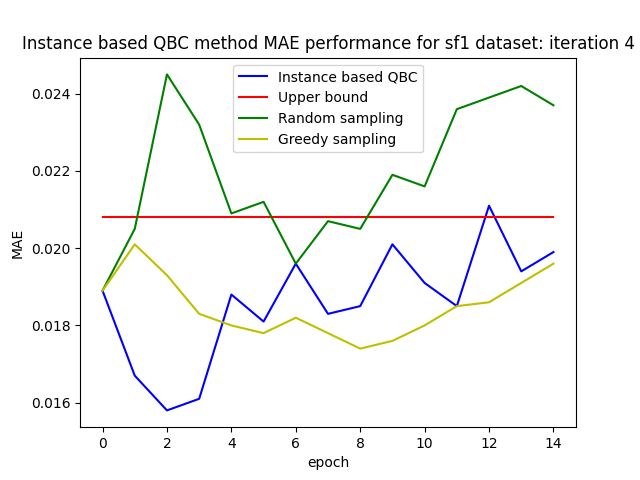 Instance based QBC method MAE performance for sf1 dataset: iteration 4
Instance based QBC
Upper bound
Random sampling
Greedy sampling
0.024
0.022
0.020
0.018
0.016
MAE
0 2 4 6 8 10 12 14
epoch